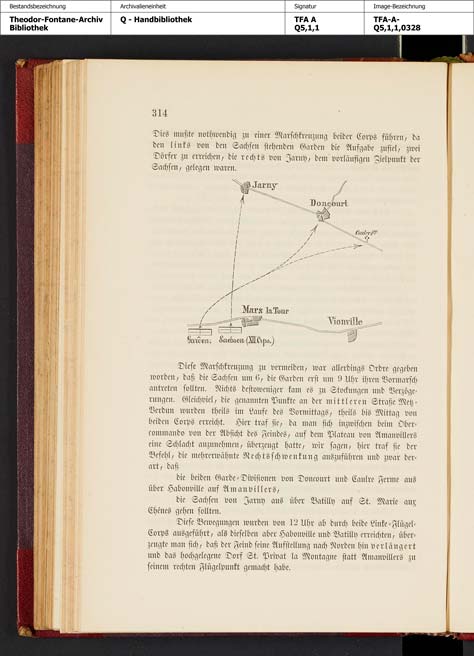 Bestandsbezeichnung
Theodor-Fontane-Archiv
Bibliothek
Archivalieneinheit
Q - Handbibliothek
Signatur
TFA A
Q5,1,1
Image-Bezeichnung
TFA-A-
Q5,1,1,0328
314
Dies mußte nothwendig zu einer Marschkreuzung beider Corps führen, da
den links von den Sachsen stehenden Garden die Aufgabe zufiel, zwei
Dörfer zu erreichen, die rechts von Jarny, dem vorläufigen Zielpunkt der
Sachsen, gelegen waren.
Jarny
Doncourt
Caulre Fe
Mars la Tour
Vionville
Garden.
Sachsen (XII Cps.)
Diese Marschkreuzung zu vermeiden, war allerdings Ordre gegeben
worden, daß die Sachsen um 6, die Garden erst um 9 Uhr ihren Vormarsch
antreten sollten. Nichts destoweniger kam es zu Stockungen und Verzöge-
rungen. Gleichviel, die genannten Punkte an der mittleren Straße Metz-
Verdun wurden theils im Laufe des Vormittags, theils bis Mittag von
beiden Corps erreicht. Hier traf sie, da man sich inzwischen beim Ober-
commando von der Absicht des Feindes, auf dem Plateau von Amanvillers
eine Schlacht anzunehmen, überzeugt hatte, wir sagen, hier traf sie der
Befehl, die mehrerwähnte Rechtsschwenkung auszuführen und zwar der-
art, daß
die beiden Garde-Divisionen von Doncourt und Caulre Ferme aus
über Habonville auf Amanvillers,
die Sachsen von Jarny aus über Batilly auf St. Marie aux
Chênes gehen sollten.
Diese Bewegungen wurden von 12 Uhr ab durch beide Linke-Flügel-
Corps ausgeführt, als dieselben aber Habonville und Batilly erreichten, über-
zeugte man sich, daß der Feind seine Aufstellung nach Norden hin verlängert
und das hochgelegene Dorf St. Privat la Montagne statt Amanvillers zu
seinem rechten Flügelpunkt gemacht habe.